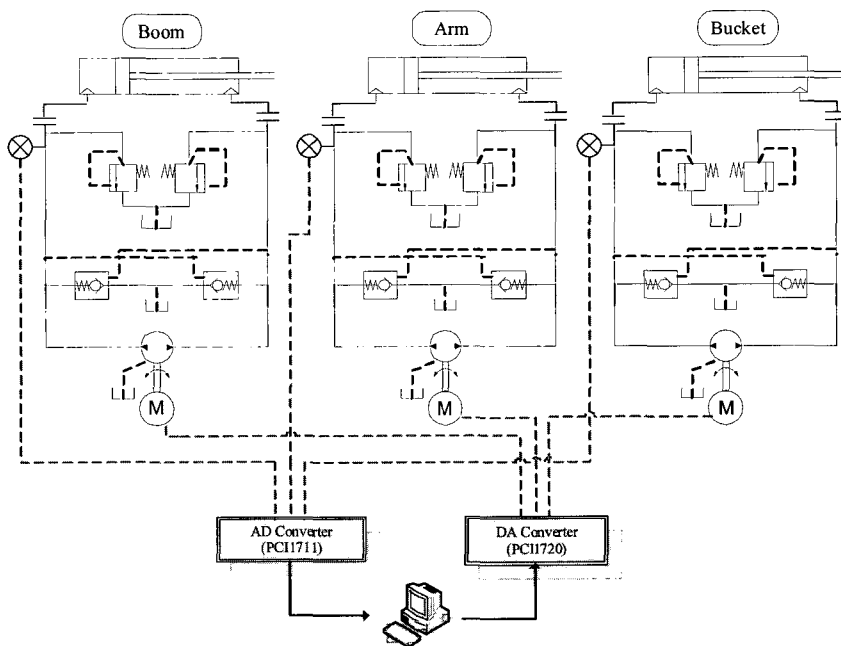 Boom
Arm
Bucket
M
M
M
AD Converter
(PCI1711)
DA Converter
(PCI1720)